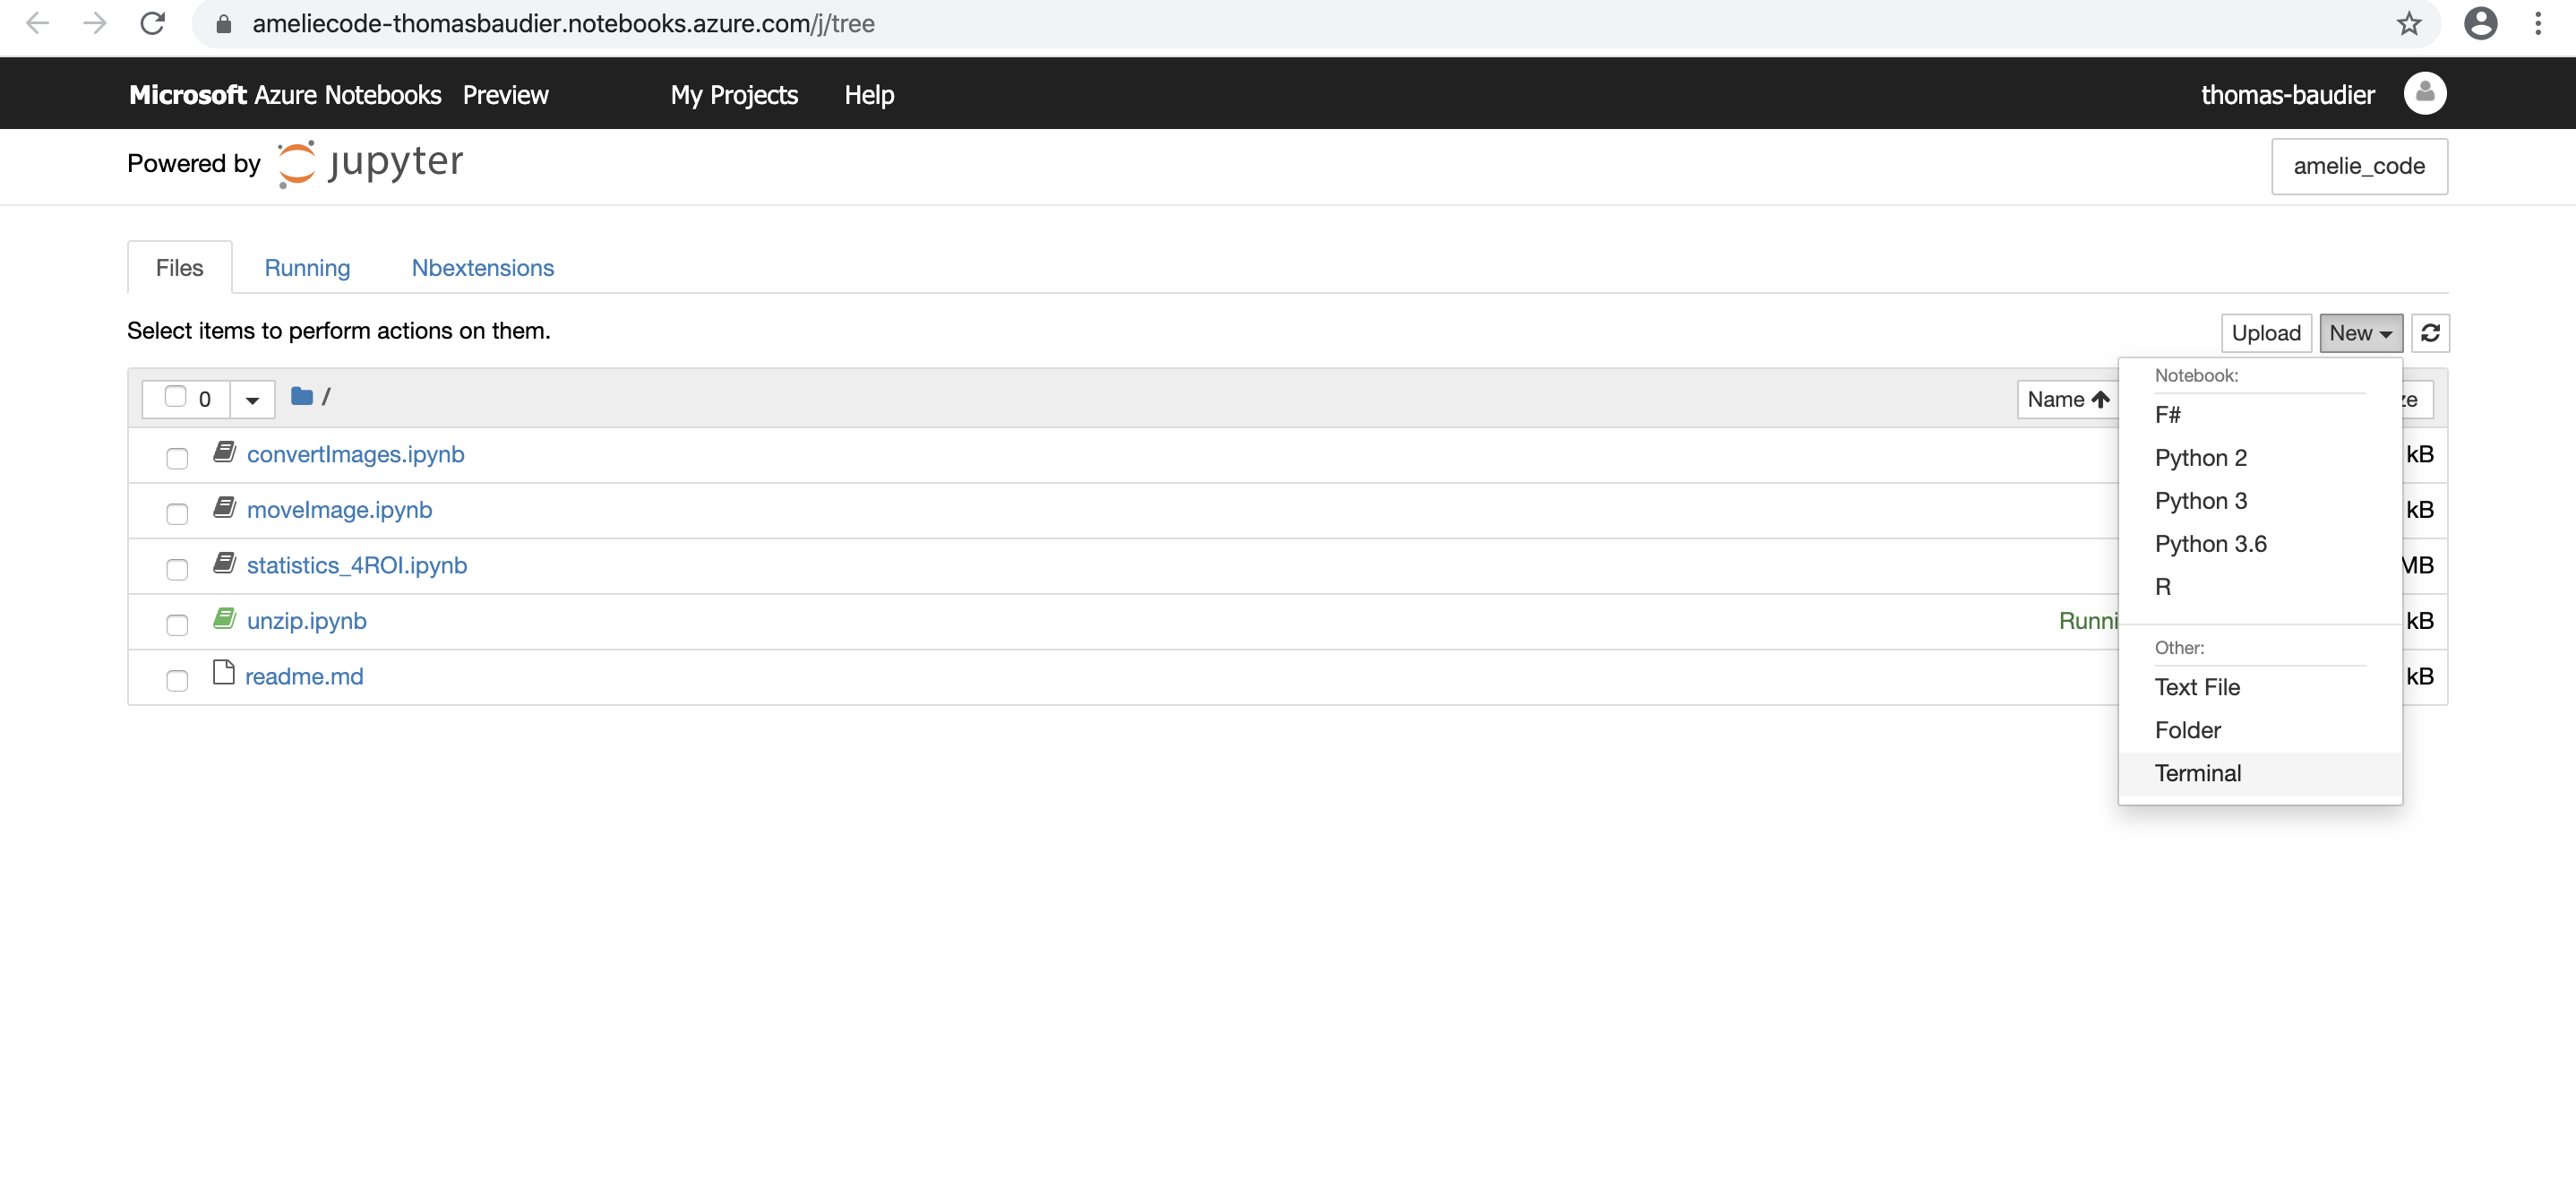 ameliecode-thomasbaudier.notebooks.azure.com/j/tree
Microsoft Azure Notebooks Preview My Projects Help thomas-baudier
Powered by jupyter amelie_code
Files Running Nbextensions
Select items to perform actions on them. Upload New
0 / Name ze
Notebook:
F#
Python 2
Python 3
Python 3.6
R
Other:
Text File
Folder
Terminal
convertImages.ipynb kB
moveImage.ipynb kB
statistics_4ROI.ipynb MB
unzip.ipynb Runni kB
readme.md kB